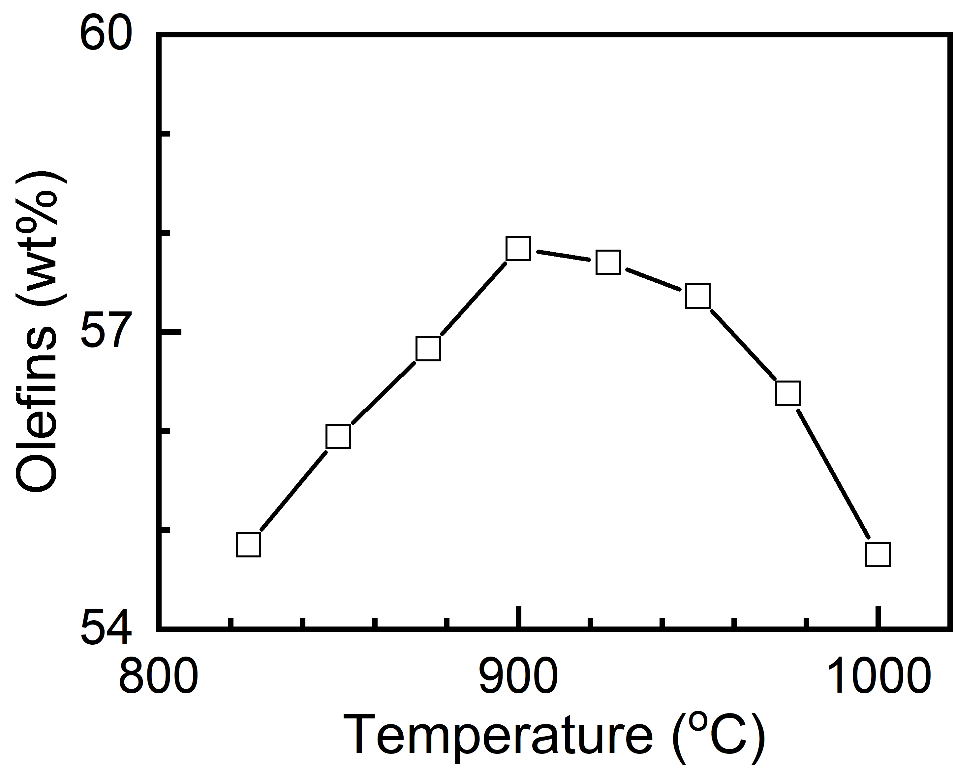 60
57
54
Olefins (wt%)
800 900 1000
Temperature (°C)